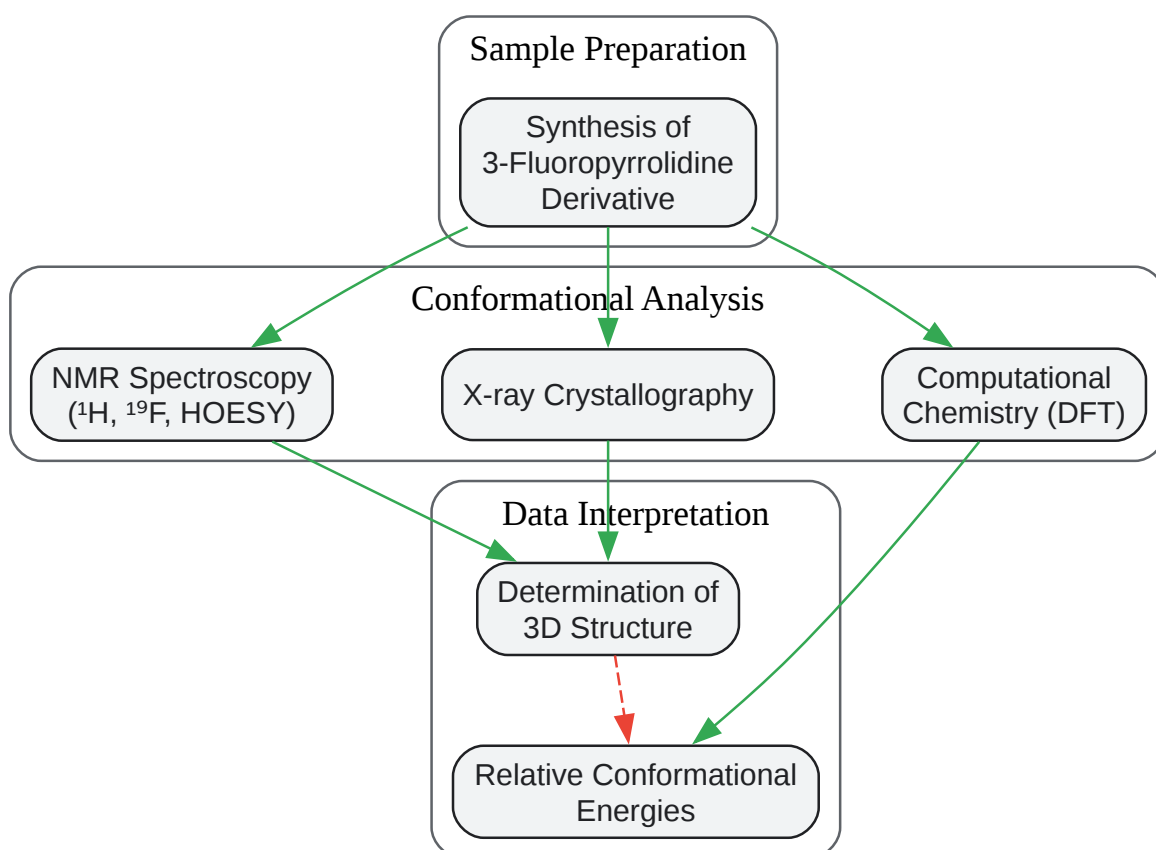 Sample Preparation
Synthesis of
3-Fluoropyrrolidine
Derivative
Conformational Analysis
NMR Spectroscopy
(¹H, ¹⁹F, HOESY)
X-ray Crystallography
Computational
Chemistry (DFT)
Data Interpretation
Determination of
3D Structure
Relative Conformational
Energies